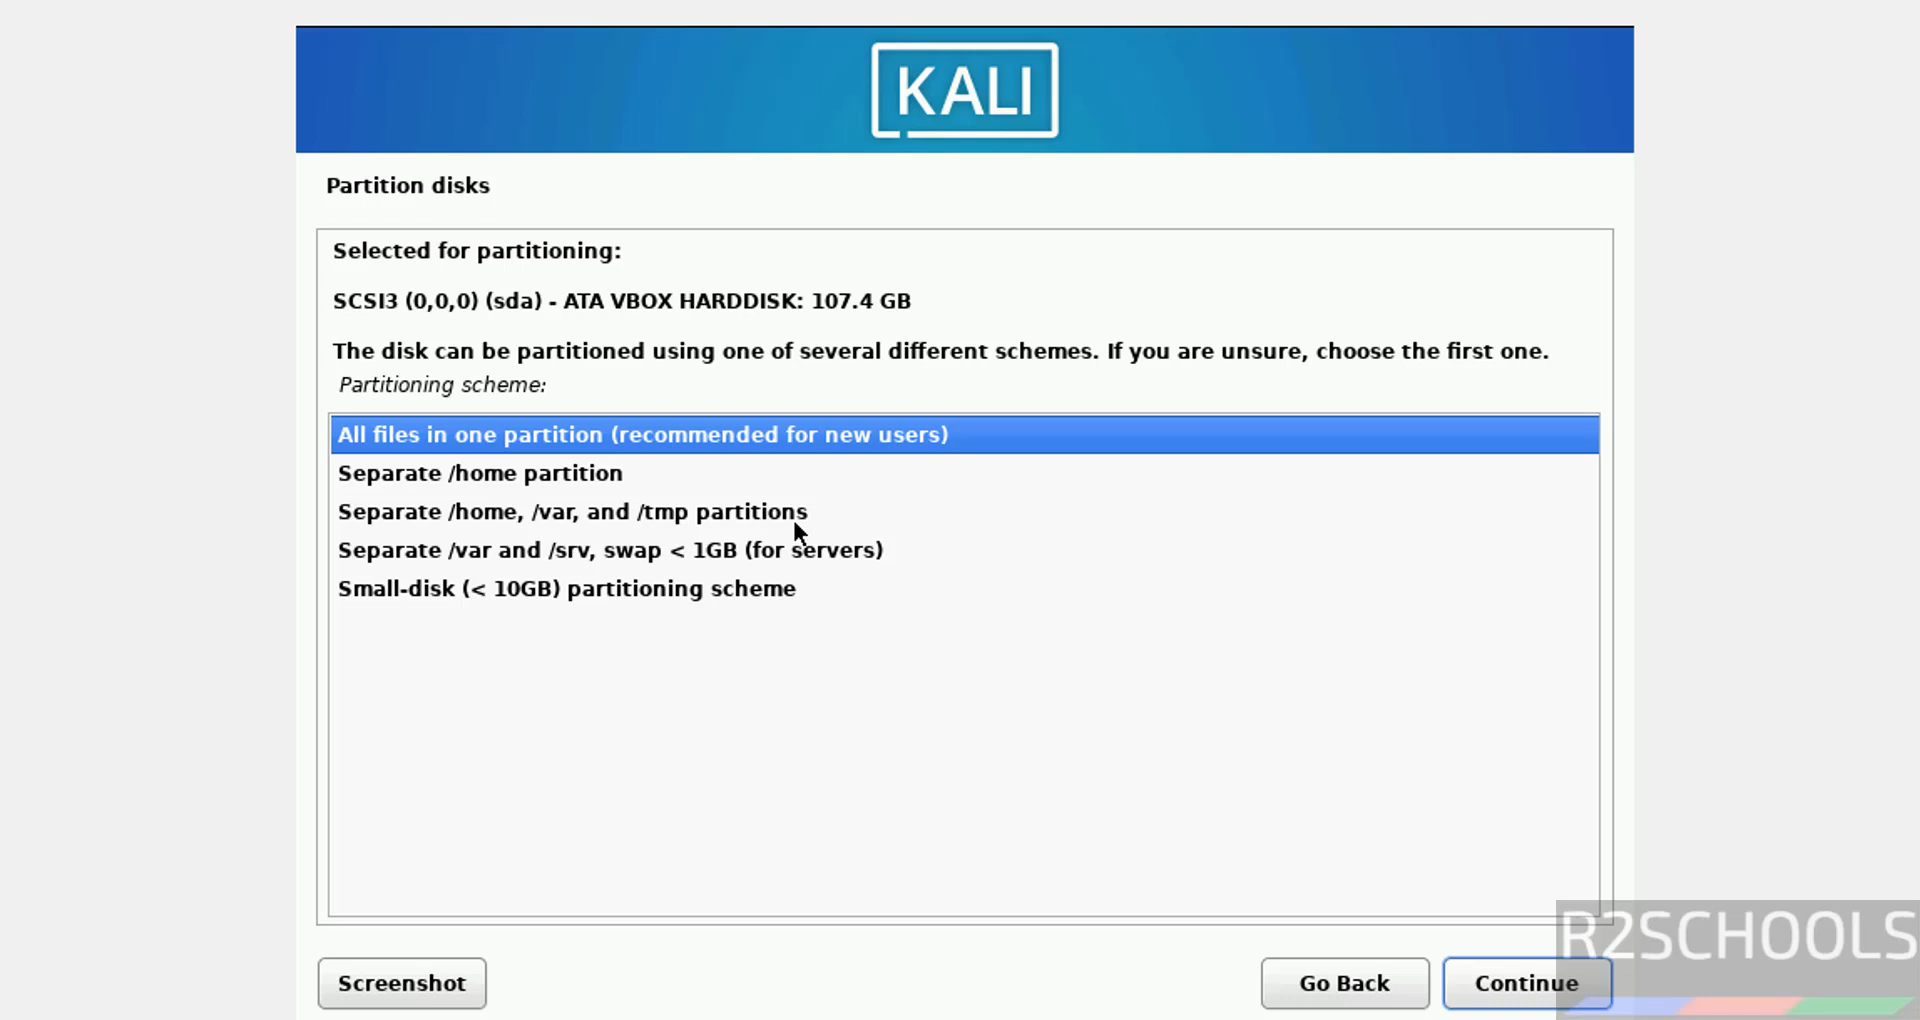 KALI
Partition disks
Selected for partitioning:
SCSI3 (0,0,0) (sda) - ATA VBOX HARDDISK: 107.4 GB
The disk can be partitioned using one of several different schemes. If you are unsure, choose the first one.
Partitioning scheme:
All files in one partition (recommended for new users)
Separate /home partition
Separate /home, /var, and /tmp partitions
Separate /var and /srv, swap < 1GB (for servers)
Small-disk (< 10GB) partitioning scheme
R2SCHOOLS
Screenshot
Go Back
Continue